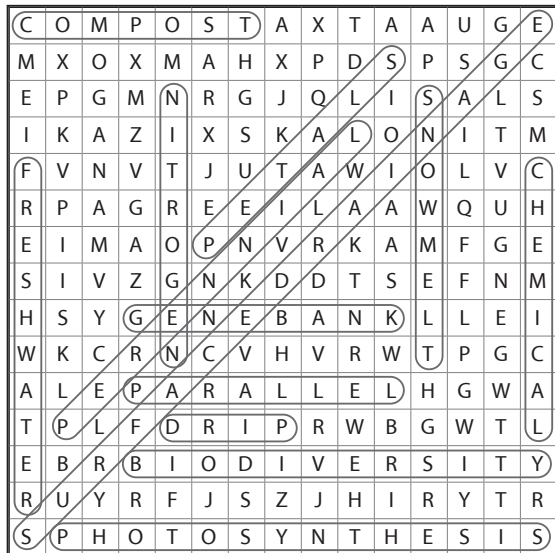 C O M P O S T A X T A A U G E
M X O X M A H X P D S P S G C
E P G M N R G J Q L I S A L S
I K A Z I X S K A L O N I T M
F V N V T J U T A W I O L V C
R P A G R E E I L A A W Q U H
E I M A O P N V R K A M F G E
S I V Z G N K D D T S E F N M
H S Y G E N E B A N K L L E I
W K C R N C V H V R W T P G C
A L E P A R A L L E L H G W A
T P L F D R I P R W B G W T L
E B R B I O D I V E R S I T Y
R U Y R F J S Z J H I R Y T R
S P H O T O S Y N T H E S I S